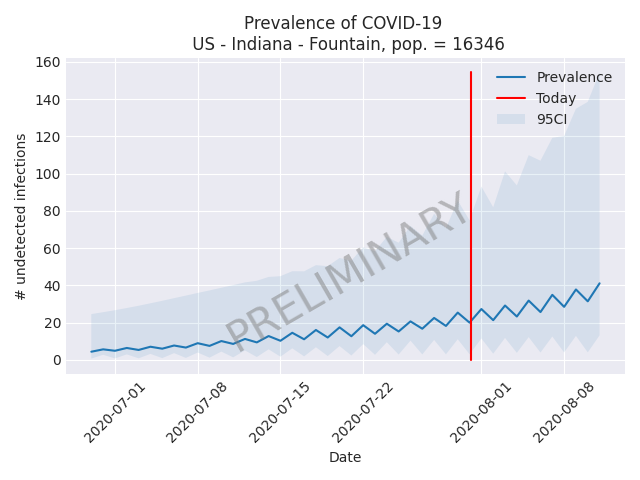 Prevalence of COVID-19
US - Indiana - Fountain, pop. = 16346
160
140
120
100
80
60
40
20
0
# undetected infections
Prevalence
Today
95CI
PRELIMINARY
2020-07-01
2020-07-08
2020-07-15
2020-07-22
2020-08-01
2020-08-08
Date